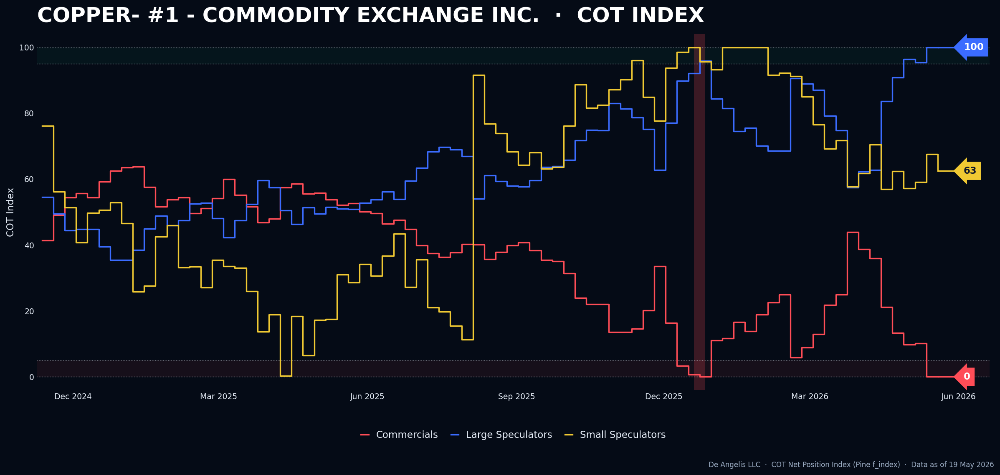 COPPER- #1 - COMMODITY EXCHANGE INC. · COT INDEX
100
80
60
40
20
0
COT Index
100
63
0
Dec 2024
Mar 2025
Jun 2025
Sep 2025
Dec 2025
Mar 2026
Jun 2026
Commercials
Large Speculators
Small Speculators
De Angelis LLC · COT Net Position Index (Pine f_index) · Data as of 19 May 2026